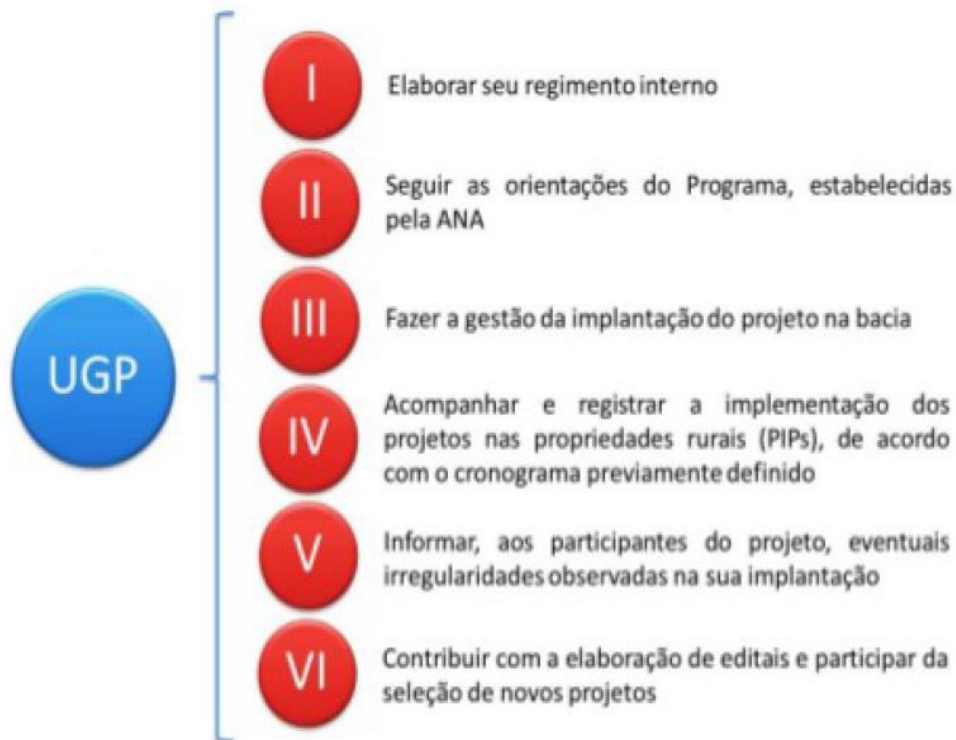 UGP
I
Elaborar seu regimento interno
II
Seguir as orientações do Programa, estabelecidas
pela ANA
III
Fazer a gestão da implantação do projeto na bacia
IV
Acompanhar e registrar a implementação dos
projetos nas propriedades rurais (PIPs), de acordo
com o cronograma previamente definido
V
Informar, aos participantes do projeto, eventuais
irregularidades observadas na sua implantação
VI
Contribuir com a elaboração de editais e participar da
seleção de novos projetos